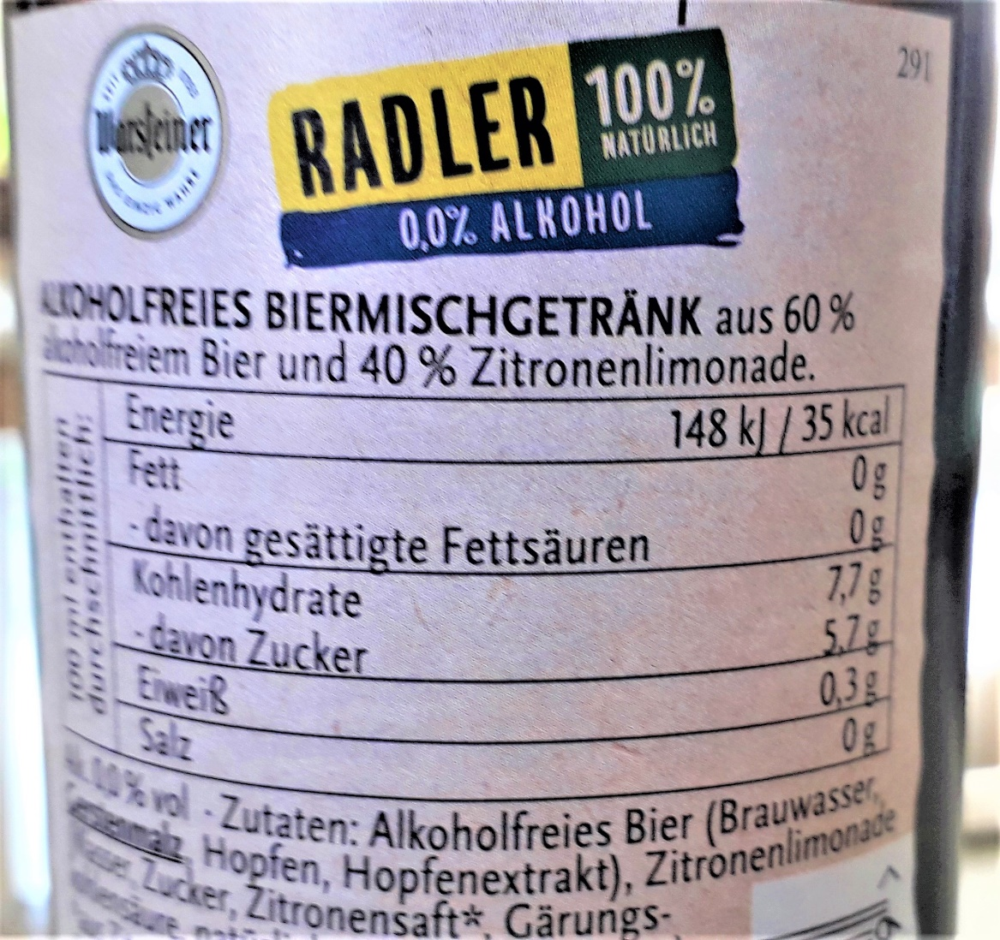 291
Warsteiner
RADLER
100%
NATÜRLICH
0,0% ALKOHOL
ALKOHOLFREIES BIERMISCHGETRÄNK aus 60 %
alkoholfreiem Bier und 40 % Zitronenlimonade.
100 ml enthalten
durchschnittlich:
Energie 148 kJ / 35 kcal
Fett 0 g
- davon gesättigte Fettsäuren 0 g
Kohlenhydrate 7,7 g
- davon Zucker 5,7 g
Eiweiß 0,3 g
Salz 0 g
Alk. 0,0 % vol - Zutaten: Alkoholfreies Bier (Brauwasser,
Gerstenmalz, Hopfen, Hopfenextrakt), Zitronenlimonade
Zucker, Zitronensaft*, Gärungs-